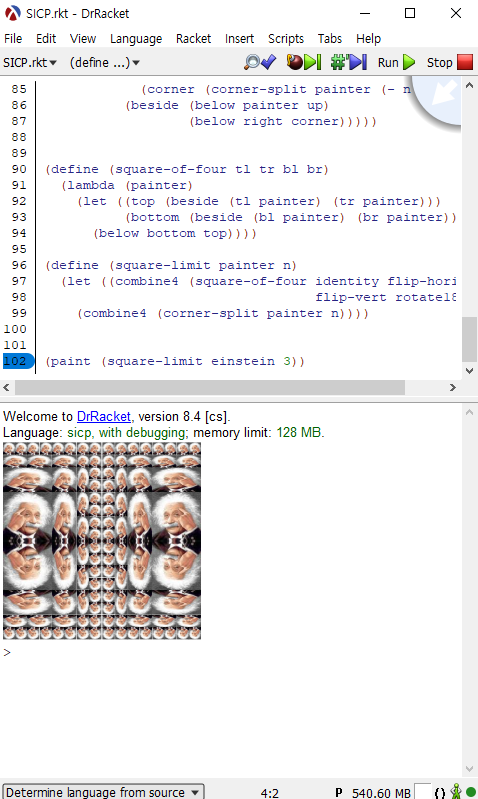 SICP.rkt - DrRacket
File Edit View Language Racket Insert Scripts Tabs Help
SICP.rkt (define ...) Run Stop
85 (corner (corner-split painter (- n
86 (beside (below painter up)
87 (below right corner)))))
88
89
90 (define (square-of-four tl tr bl br)
91 (lambda (painter)
92 (let ((top (beside (tl painter) (tr painter)))
93 (bottom (beside (bl painter) (br painter))
94 (below bottom top))))
95
96 (define (square-limit painter n)
97 (let ((combine4 (square-of-four identity flip-hori
98 flip-vert rotate18
99 (combine4 (corner-split painter n))))
100
101
102 (paint (square-limit einstein 3))
Welcome to DrRacket, version 8.4 [cs].
Language: sicp, with debugging; memory limit: 128 MB.
>
Determine language from source 4:2 P 540.60 MB ()